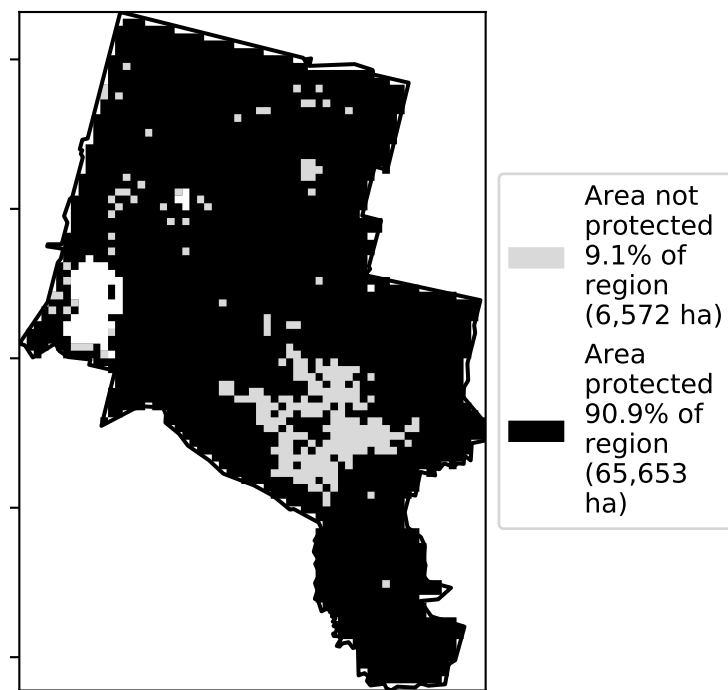 Area not
protected
9.1% of
region
(6,572 ha)
Area
protected
90.9% of
region
(65,653
ha)